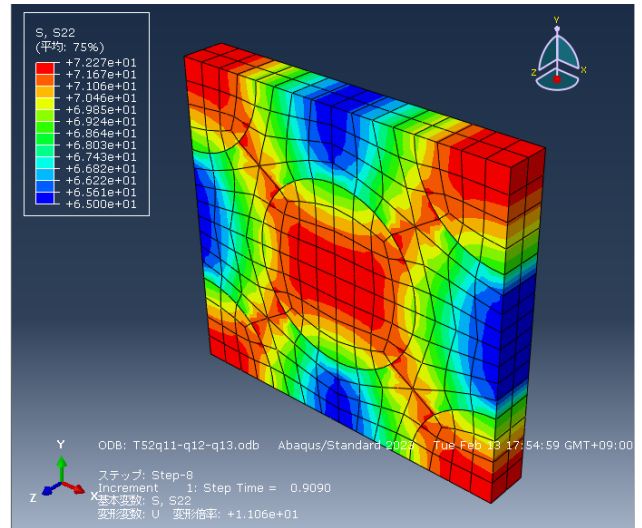 S, S22
(平均: 75%)
+7.227e+01
+7.167e+01
+7.106e+01
+7.046e+01
+6.985e+01
+6.924e+01
+6.864e+01
+6.803e+01
+6.743e+01
+6.682e+01
+6.622e+01
+6.561e+01
+6.500e+01
Y
Z
X
ODB: T52q11-q12-q13.odb Abaqus/Standard Tue Feb 13 17:54:59 GMT+09:00
Y
Z
X
ステップ: Step-8
Increment 1: Step Time = 0.9090
基本変数: S, S22
変形変数: U 変形倍率: +1.106e+01